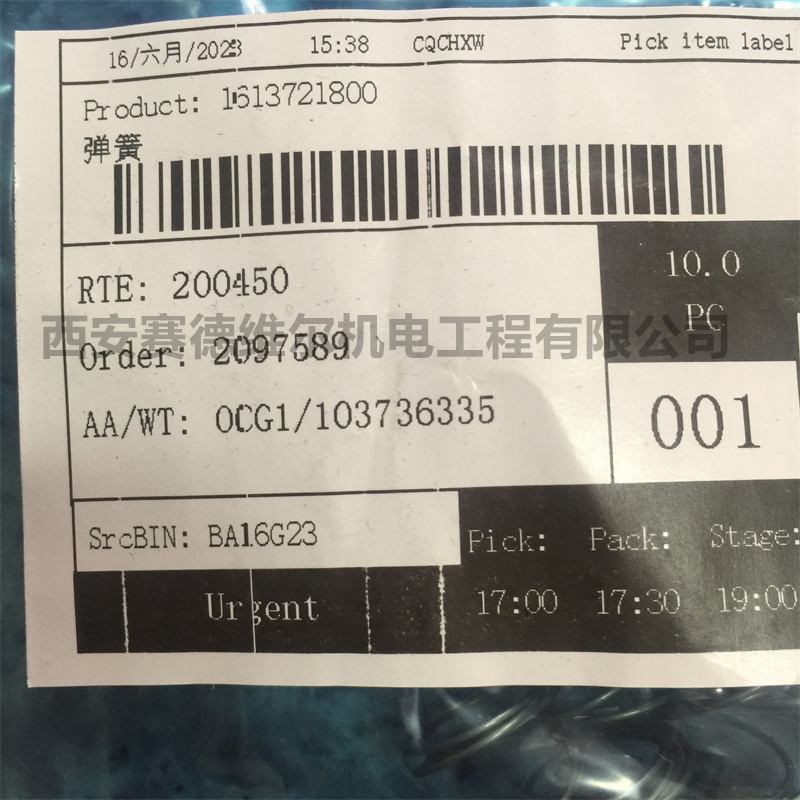 16/六月/2023 15:38 CQCHXW Pick item label
Product: 1613721800
弹簧
RTE: 200450
10.0
PC
西安赛德维尔机电工程有限公司
Order: 2097589
AA/WT: OCG1/103736335
001
SrcBIN: BA16G23
Pick: Pack: Stage:
Urgent
17:00 17:30 19:00